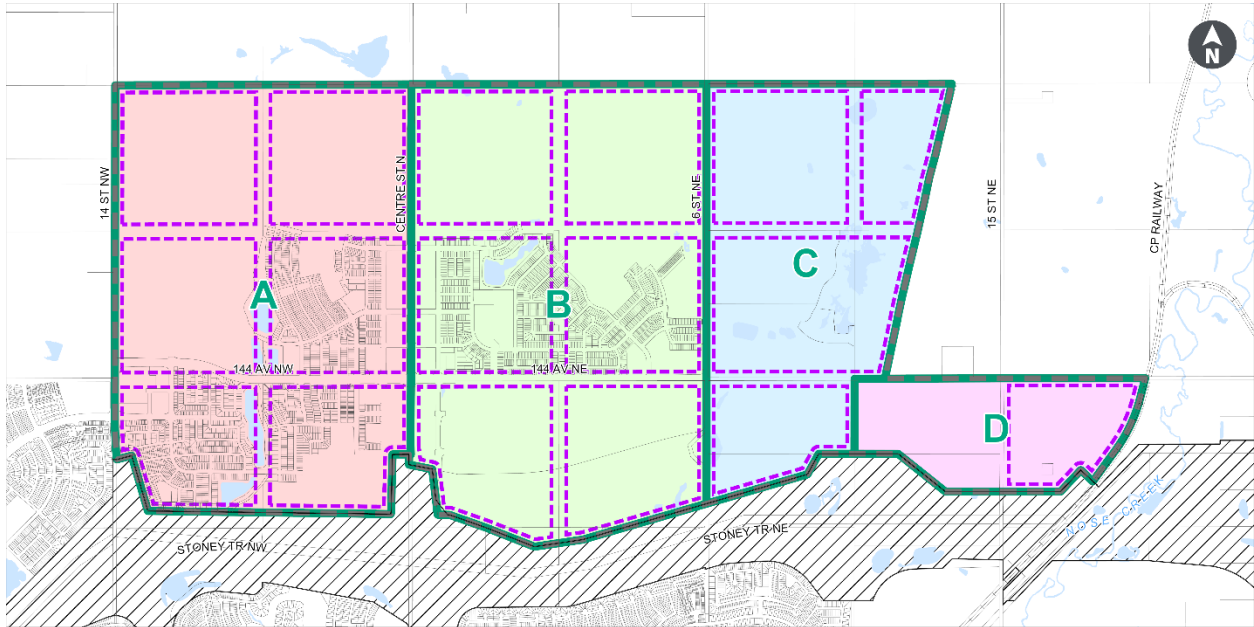 N
14 ST NW
CENTRE ST N
6 ST NE
15 ST NE
CP RAILWAY
A
B
C
144 AV NW
144 AV NE
D
NOSE CREEK
STONEY TR NW
STONEY TR NE